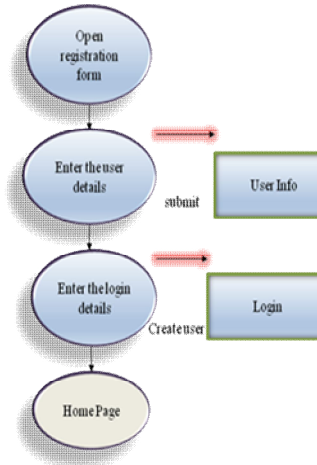 Open
registration
form
Enter the user
details
submit
User Info
Enter the login
details
Create user
Login
Home Page